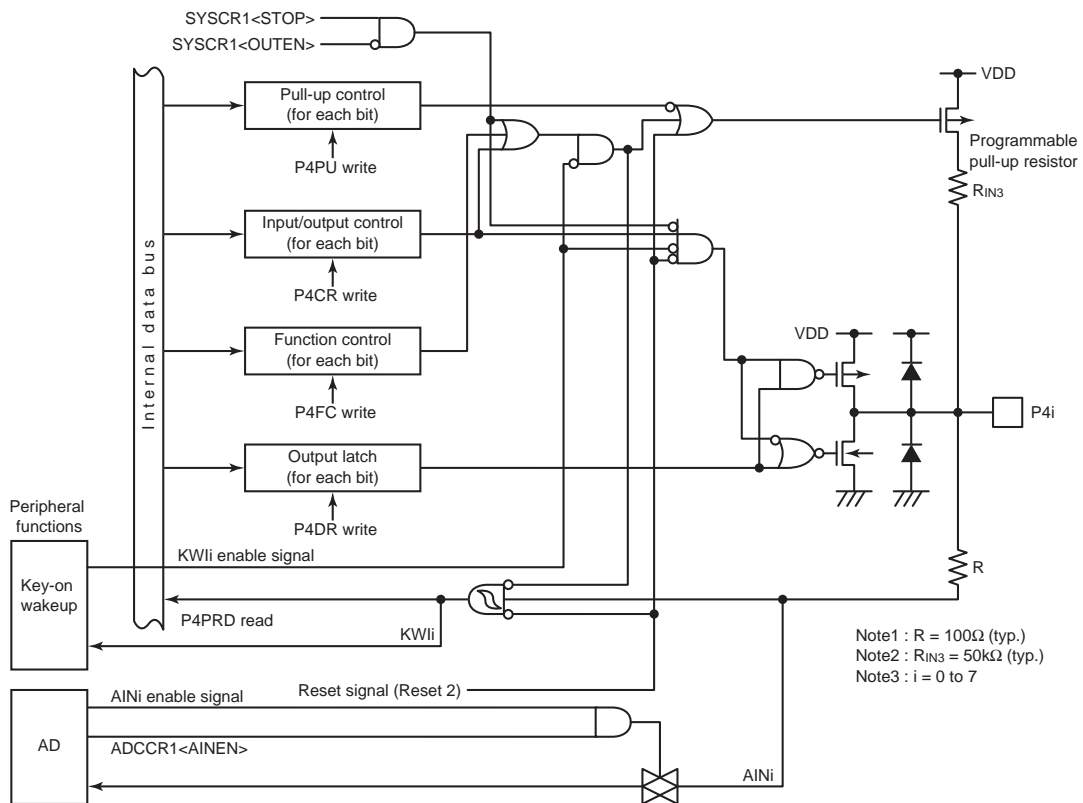 SYSCR1<STOP>
SYSCR1<OUTEN>
VDD
Pull-up control
(for each bit)
P4PU write
Programmable
pull-up resistor
RIN3
Input/output control
(for each bit)
P4CR write
Internal data bus
Function control
(for each bit)
P4FC write
VDD
P4i
Output latch
(for each bit)
P4DR write
Peripheral
functions
Key-on
wakeup
KWIi enable signal
P4PRD read
KWIi
R
Note1 : R = 100Ω (typ.)
Note2 : RIN3 = 50kΩ (typ.)
Note3 : i = 0 to 7
Reset signal (Reset 2)
AD
AINi enable signal
ADCCR1<AINEN>
AINi